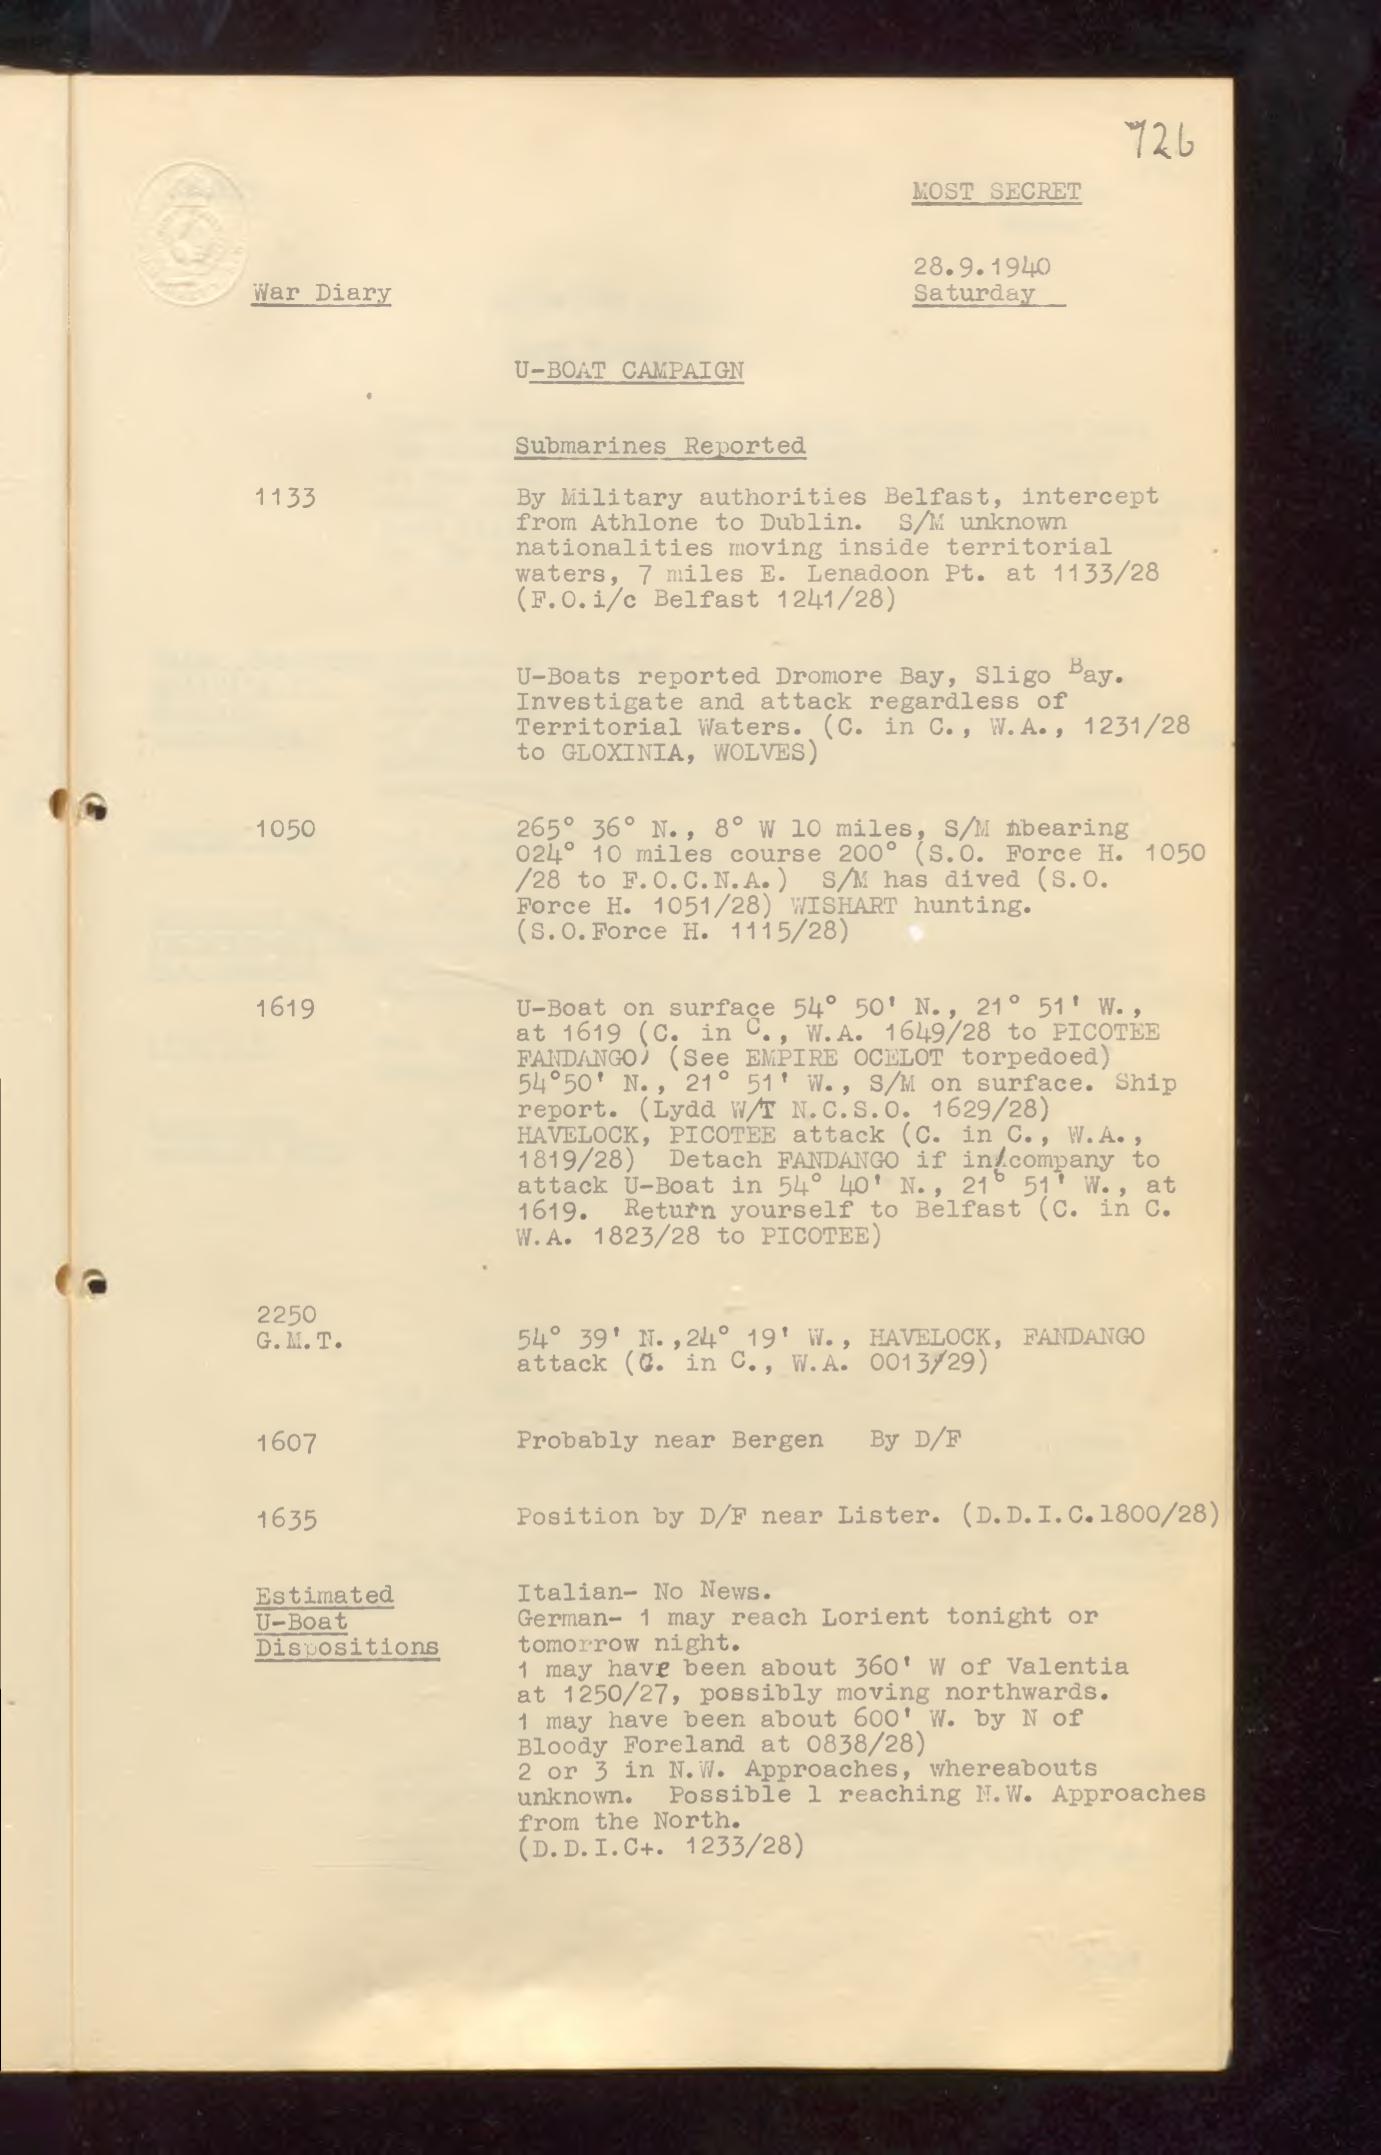 726
MOST SECRET
28.9.1940
War Diary Saturday
U-BOAT CAMPAIGN
Submarines Reported
1133 By Military authorities Belfast, intercept
from Athlone to Dublin. S/M unknown
nationalities moving inside territorial
waters, 7 miles E. Lenadoon Pt. at 1133/28
(F.O.i/c Belfast 1241/28)
U-Boats reported Dromore Bay, Sligo Bay.
Investigate and attack regardless of
Territorial Waters. (C. in C., W.A., 1231/28
to GLOXINIA, WOLVES)
1050 265° 36° N., 8° W 10 miles, S/M bearing
024° 10 miles course 200° (S.O. Force H. 1050
/28 to F.O.C.N.A.) S/M has dived (S.O.
Force H. 1051/28) WISHART hunting.
(S.O.Force H. 1115/28)
1619 U-Boat on surface 54° 50' N., 21° 51' W.,
at 1619 (C. in C., W.A. 1649/28 to PICOTEE
FANDANGO) (See EMPIRE OCELOT torpedoed)
54°50' N., 21° 51' W., S/M on surface. Ship
report. (Lydd W/T N.C.S.O. 1629/28)
HAVELOCK, PICOTEE attack (C. in C., W.A.,
1819/28) Detach FANDANGO if in/company to
attack U-Boat in 54° 40' N., 21° 51' W., at
1619. Return yourself to Belfast (C. in C.
W.A. 1823/28 to PICOTEE)
2250
G.M.T. 54° 39' N.,24° 19' W., HAVELOCK, FANDANGO
attack (C. in C., W.A. 0013/29)
1607 Probably near Bergen By D/F
1635 Position by D/F near Lister. (D.D.I.C.1800/28)
Estimated Italian- No News.
U-Boat German- 1 may reach Lorient tonight or
Dispositions tomorrow night.
1 may have been about 360' W of Valentia
at 1250/27, possibly moving northwards.
1 may have been about 600' W. by N of
Bloody Foreland at 0838/28)
2 or 3 in N.W. Approaches, whereabouts
unknown. Possible 1 reaching N.W. Approaches
from the North.
(D.D.I.C+. 1233/28)